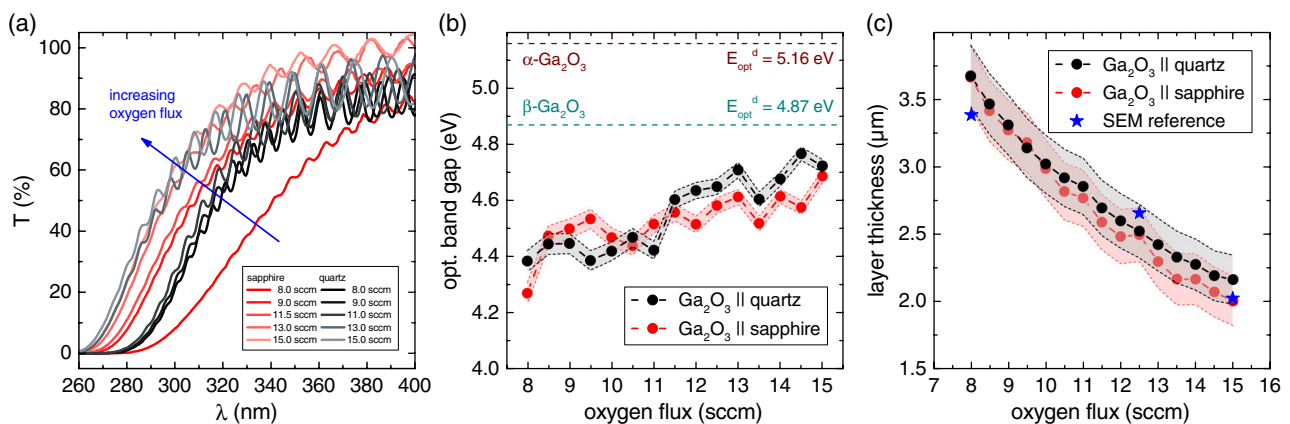 (a)
100
80
60
40
20
0
T (%)
increasing
oxygen flux
sapphire quartz
8.0 sccm 8.0 sccm
9.0 sccm 9.0 sccm
11.5 sccm 11.0 sccm
13.0 sccm 13.0 sccm
15.0 sccm 15.0 sccm
260 280 300 320 340 360 380 400
λ (nm)
(b)
5.0
4.8
4.6
4.4
4.2
4.0
opt. band gap (eV)
α-Ga₂O₃ E_opt^d = 5.16 eV
β-Ga₂O₃ E_opt^d = 4.87 eV
Ga₂O₃ || quartz
Ga₂O₃ || sapphire
8 9 10 11 12 13 14 15
oxygen flux (sccm)
(c)
3.5
3.0
2.5
2.0
1.5
layer thickness (µm)
Ga₂O₃ || quartz
Ga₂O₃ || sapphire
SEM reference
7 8 9 10 11 12 13 14 15 16
oxygen flux (sccm)